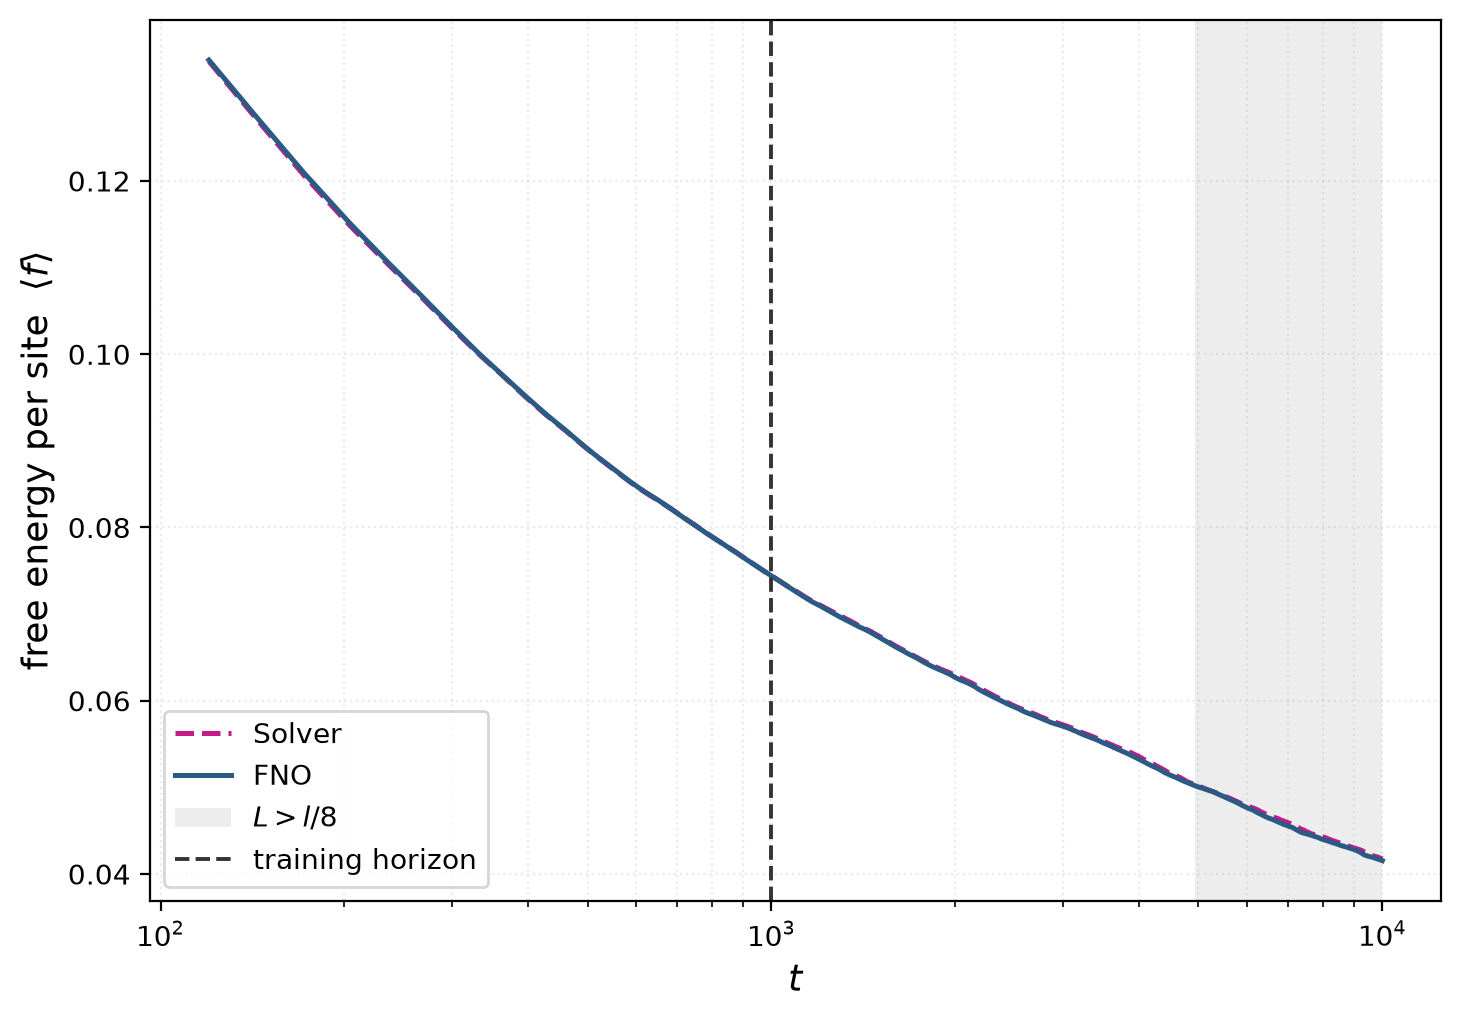 free energy per site ⟨f⟩
0.12
0.10
0.08
0.06
0.04
Solver
FNO
L > l/8
training horizon
10²
10³
10⁴
t